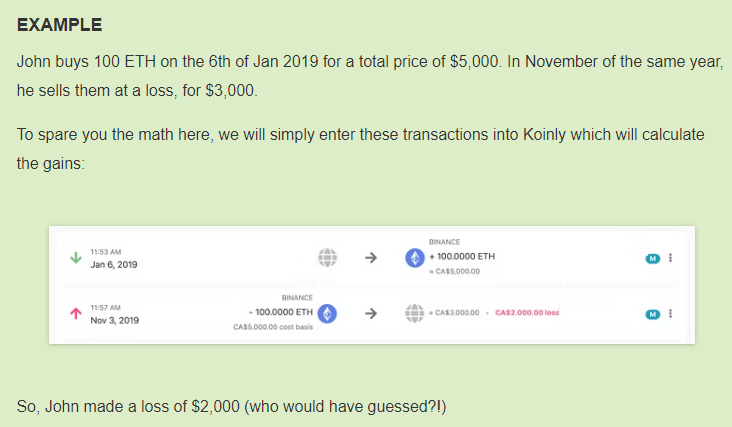 EXAMPLE
John buys 100 ETH on the 6th of Jan 2019 for a total price of $5,000. In November of the same year,
he sells them at a loss, for $3,000.
To spare you the math here, we will simply enter these transactions into Koinly which will calculate
the gains:
BINANCE
11:53 AM
+ 100.0000 ETH
M
Jan 6, 2019
≈ CA$5,000.00
BINANCE
11:57 AM
- 100.0000 ETH
≈ CA$3,000.00 • CA$2,000.00 loss
M
Nov 3, 2019
CA$5,000.00 cost basis
So, John made a loss of $2,000 (who would have guessed?!)